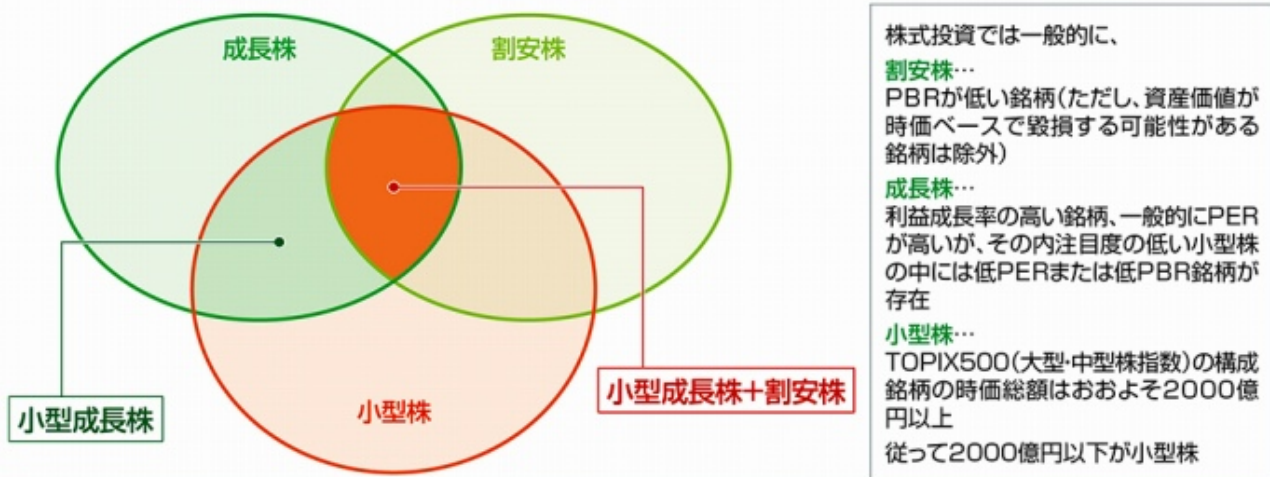 成長株
割安株
小型株
小型成長株
小型成長株+割安株
株式投資では一般的に、
割安株…
PBRが低い銘柄(ただし、資産価値が
時価ベースで毀損する可能性がある
銘柄は除外)
成長株…
利益成長率の高い銘柄、一般的にPER
が高いが、その内注目度の低い小型株
の中には低PERまたは低PBR銘柄が
存在
小型株…
TOPIX500(大型・中型株指数)の構成
銘柄の時価総額はおおよそ2000億
円以上
従って2000億円以下が小型株